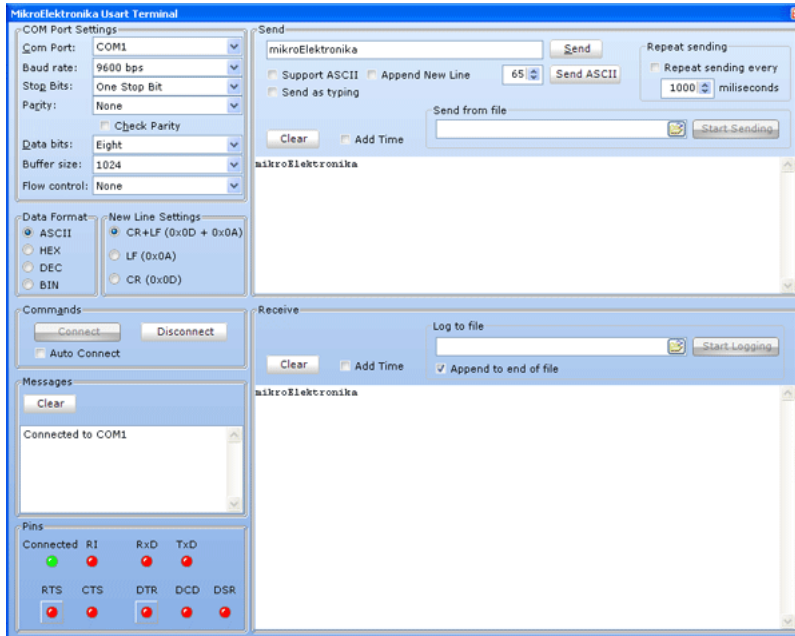 MikroElektronika Usart Terminal
COM Port Settings
Com Port: COM1
Baud rate: 9600 bps
Stop Bits: One Stop Bit
Parity: None
Check Parity
Data bits: Eight
Buffer size: 1024
Flow control: None
Data Format
ASCII
HEX
DEC
BIN
New Line Settings
CR+LF (0x0D + 0x0A)
LF (0x0A)
CR (0x0D)
Commands
Connect Disconnect
Auto Connect
Messages
Clear
Connected to COM1
Pins
Connected RI RxD TxD
RTS CTS DTR DCD DSR
Send
mikroElektronika Send
Support ASCII Append New Line 65 Send ASCII
Send as typing
Repeat sending
Repeat sending every
1000 miliseconds
Send from file
Start Sending
Clear Add Time
mikroElektronika
Receive
Log to file
Start Logging
Clear Add Time Append to end of file
mikroElektronika